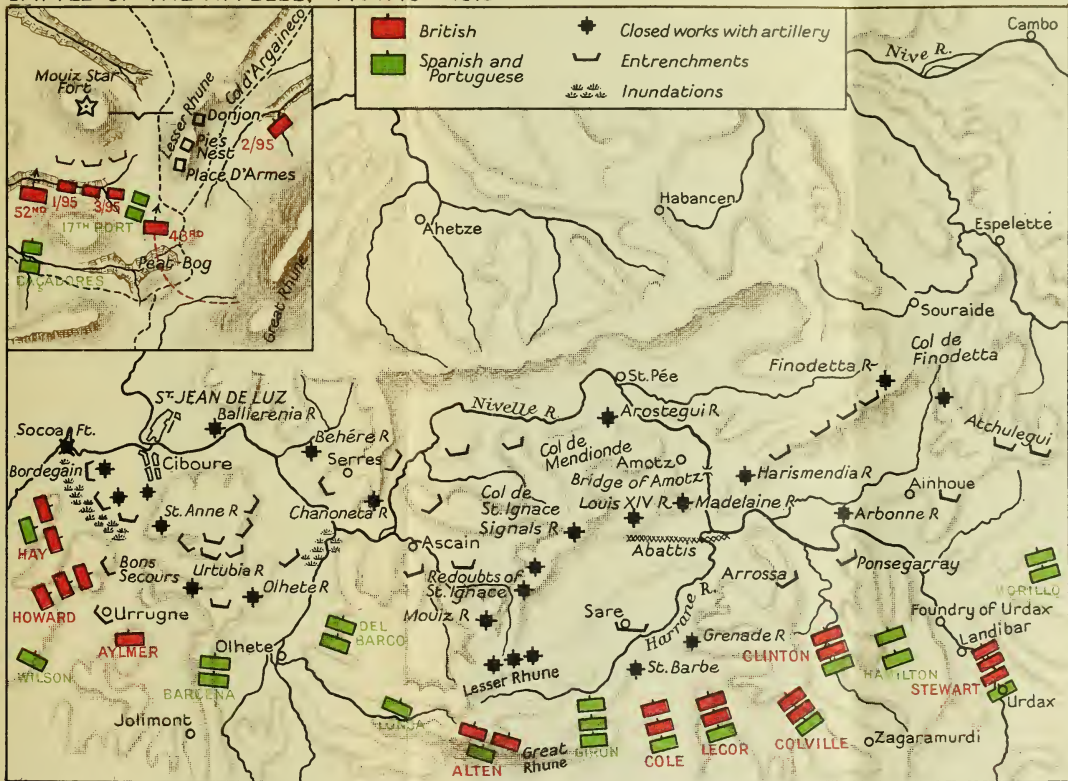 British
Spanish and
Portuguese
Closed works with artillery
Entrenchments
Inundations
Mouiz Star
Fort
Lesser Rhune
Col d'Argaineco
Donjon
Pie's
Nest
Place D'Armes
2/95
52ND
1/95
3/95
17TH PORT
43RD
CAÇADORES
Peat-Bog
Great Rhune
Nive R.
Cambo
Ahetze
Habancen
Espelette
Souraide
Col de
Finodetta
Finodetta R
St. Pée
Nivelle R.
Arostegui R
ST. JEAN DE LUZ
Ballierenia R
Socoa Ft.
Bordegain
Ciboure
Behére R
Serres
Col de
Mendionde
Amotz
Bridge of Amotz
Harismendia R
Atchulegui
Ainhoue
St. Anne R
Chanoneta R
Col de
St. Ignace
Signals R
Louis XIV R
Madelaine R
Arbonne R
HAY
Ascain
Abattis
Bons
Secours
Urtubia R
Olhete R
Redoubts of
St. Ignace
Arrossa
Ponsegarray
MORILLO
HOWARD
Urrugne
Mouiz R
Sare
Harrane R.
Grenade R
Foundry of Urdax
Landibar
AYLMER
Olhete
DEL
BARCO
CLINTON
HAMILTON
WILSON
BARCENA
Lesser Rhune
St. Barbe
STEWART
Urdax
Jolimont
LONGA
ALTEN
Great
Rhune
GIRON
COLE
LECOR
COLVILLE
Zagaramurdi